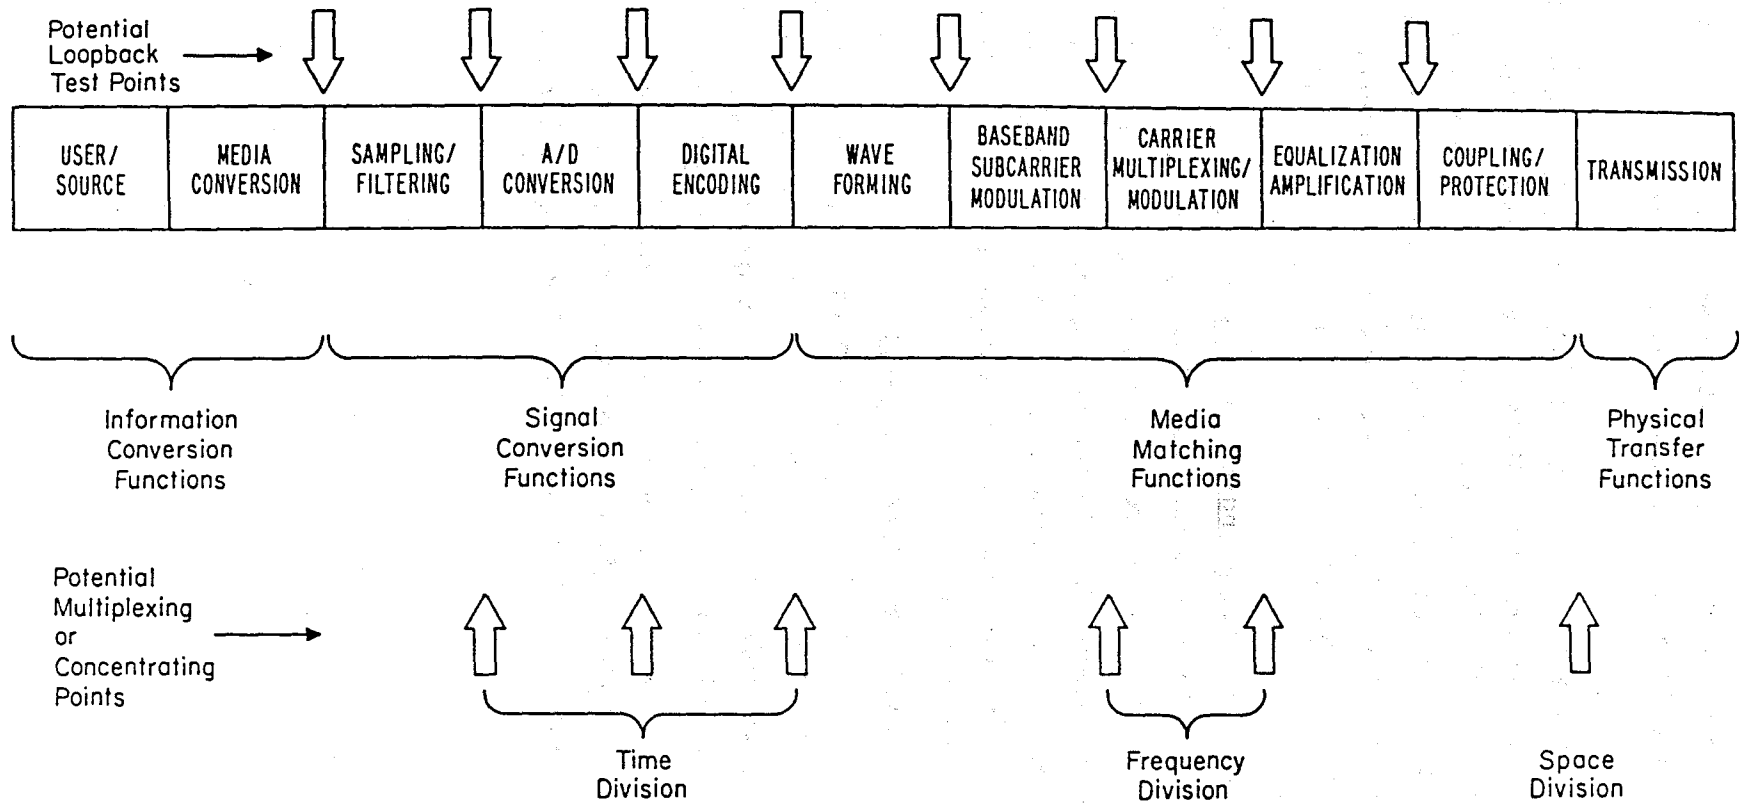 Potential
Loopback
Test Points
USER/
SOURCE
MEDIA
CONVERSION
SAMPLING/
FILTERING
A/D
CONVERSION
DIGITAL
ENCODING
WAVE
FORMING
BASEBAND
SUBCARRIER
MODULATION
CARRIER
MULTIPLEXING/
MODULATION
EQUALIZATION
AMPLIFICATION
COUPLING/
PROTECTION
TRANSMISSION
Information
Conversion
Functions
Signal
Conversion
Functions
Media
Matching
Functions
Physical
Transfer
Functions
Potential
Multiplexing
or
Concentrating
Points
Time
Division
Frequency
Division
Space
Division